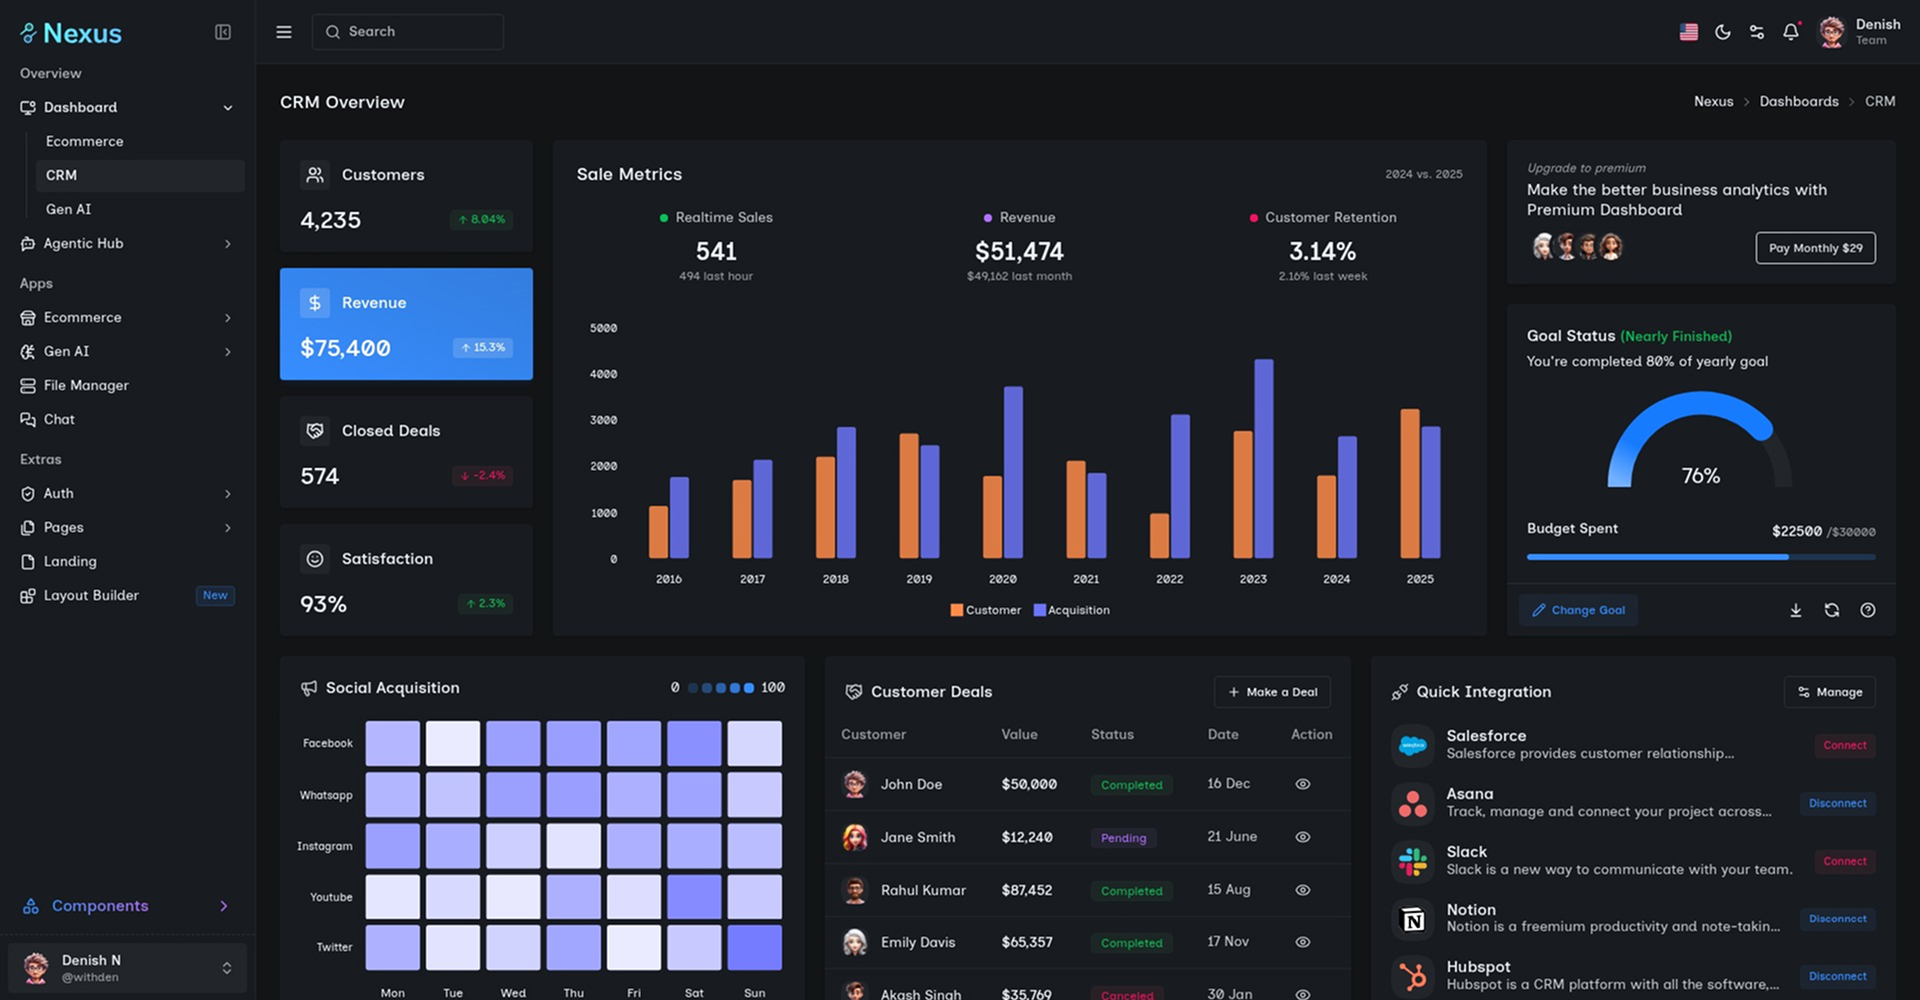 Nexus
Overview
Dashboard
Ecommerce
CRM
Gen AI
Agentic Hub
Apps
Ecommerce
Gen AI
File Manager
Chat
Extras
Auth
Pages
Landing
Layout Builder New
Components
Denish N
@withden
Search
Denish
Team
CRM Overview
Nexus > Dashboards > CRM
Customers
4,235 ↑ 8.04%
Revenue
$75,400 ↑ 15.3%
Closed Deals
574 ↓ -2.4%
Satisfaction
93% ↑ 2.3%
Sale Metrics 2024 vs. 2025
Realtime Sales
541
494 last hour
Revenue
$51,474
$49,162 last month
Customer Retention
3.14%
2.16% last week
5000
4000
3000
2000
1000
0
2016 2017 2018 2019 2020 2021 2022 2023 2024 2025
Customer Acquisition
Upgrade to premium
Make the better business analytics with
Premium Dashboard
Pay Monthly $29
Goal Status (Nearly Finished)
You're completed 80% of yearly goal
76%
Budget Spent $22500 /$30000
Change Goal
Social Acquisition 0 100
Facebook
Whatsapp
Instagram
Youtube
Twitter
Mon Tue Wed Thu Fri Sat Sun
Customer Deals + Make a Deal
Customer Value Status Date Action
John Doe $50,000 Completed 16 Dec
Jane Smith $12,240 Pending 21 June
Rahul Kumar $87,452 Completed 15 Aug
Emily Davis $65,357 Completed 17 Nov
Akash Singh $35,769 Canceled 30 Jan
Quick Integration Manage
Salesforce
Salesforce provides customer relationship...
Connect
Asana
Track, manage and connect your project across...
Disconnect
Slack
Slack is a new way to communicate with your team.
Connect
Notion
Notion is a freemium productivity and note-takin...
Disconnect
Hubspot
Hubspot is a CRM platform with all the software,...
Disconnect